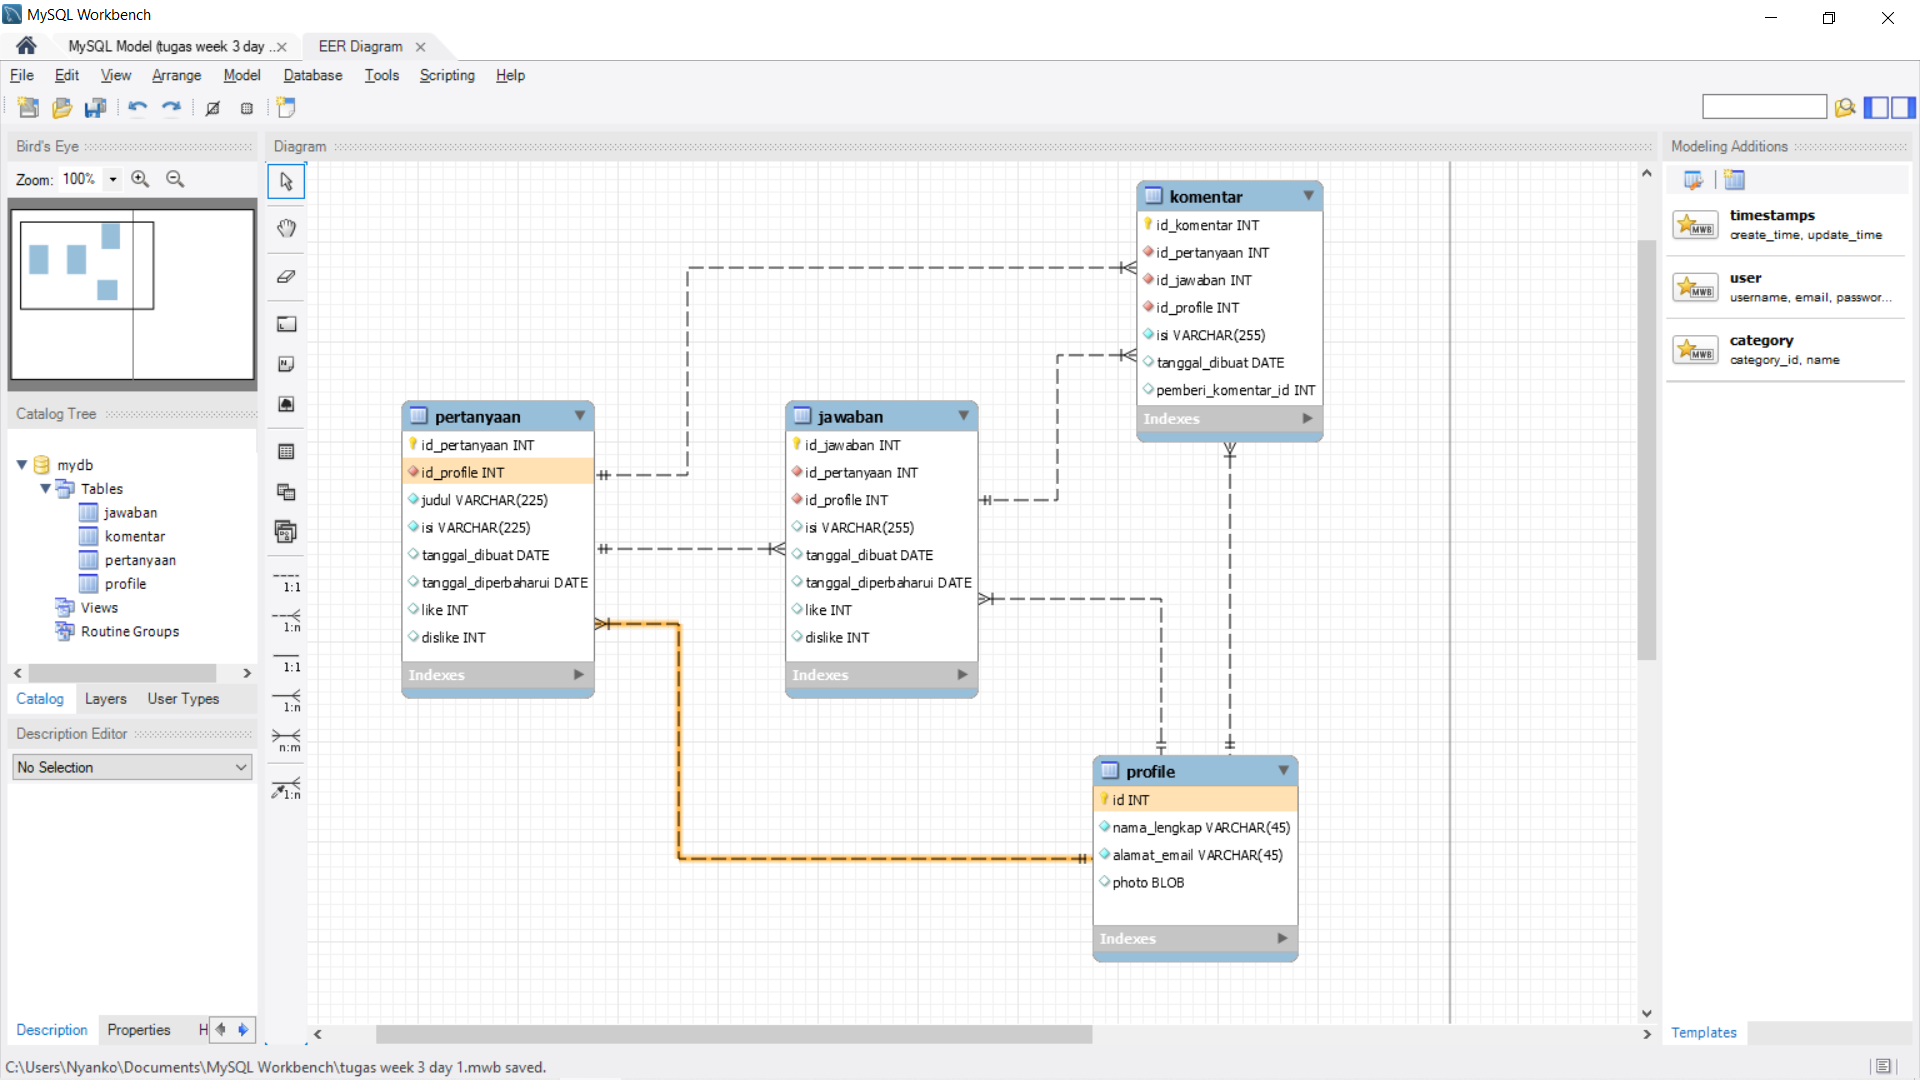 MySQL Workbench
MySQL Model (tugas week 3 day ..
EER Diagram
File Edit View Arrange Model Database Tools Scripting Help
Bird's Eye
Zoom: 100%
Catalog Tree
mydb
Tables
jawaban
komentar
pertanyaan
profile
Views
Routine Groups
Catalog Layers User Types
Description Editor
No Selection
Description Properties H
Diagram
1:1
1:n
1:1
1:n
n:m
1:n
pertanyaan
id_pertanyaan INT
id_profile INT
judul VARCHAR(225)
isi VARCHAR(225)
tanggal_dibuat DATE
tanggal_diperbaharui DATE
like INT
dislike INT
Indexes
jawaban
id_jawaban INT
id_pertanyaan INT
id_profile INT
isi VARCHAR(255)
tanggal_dibuat DATE
tanggal_diperbaharui DATE
like INT
dislike INT
Indexes
komentar
id_komentar INT
id_pertanyaan INT
id_jawaban INT
id_profile INT
isi VARCHAR(255)
tanggal_dibuat DATE
pemberi_komentar_id INT
Indexes
profile
id INT
nama_lengkap VARCHAR(45)
alamat_email VARCHAR(45)
photo BLOB
Indexes
Modeling Additions
MWB
timestamps
create_time, update_time
MWB
user
username, email, passwor...
MWB
category
category_id, name
Templates
C:\Users\Nyanko\Documents\MySQL Workbench\tugas week 3 day 1.mwb saved.